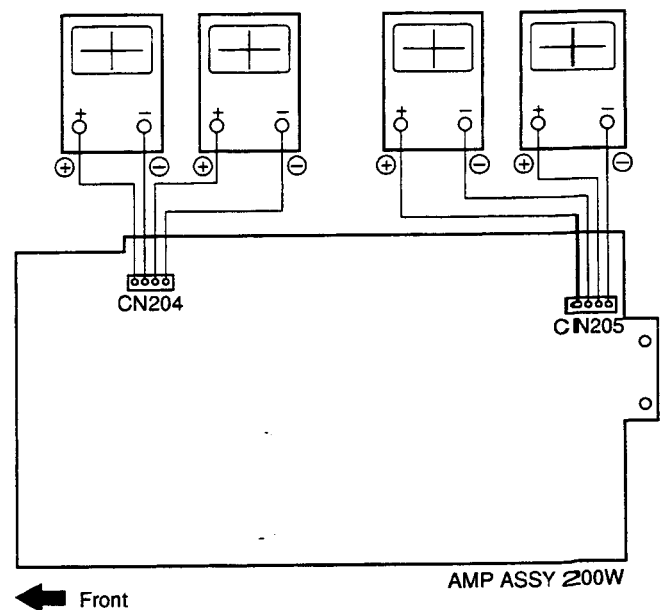 + − + − + − + −
⊕ ⊖ ⊕ ⊖ ⊕ ⊖ ⊕ ⊖
CN204
CN205
AMP ASSY 200W
Front